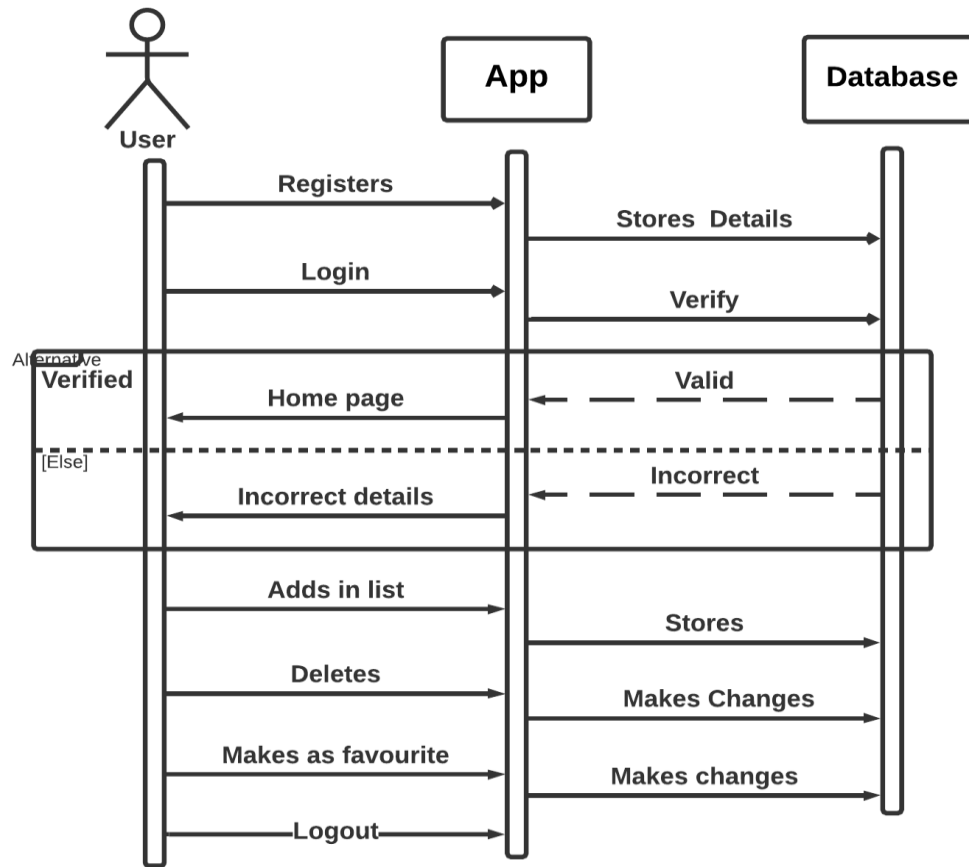 App
Database
User
Registers
Stores Details
Login
Verify
Alternative
Verified
Valid
Home page
[Else]
Incorrect
Incorrect details
Adds in list
Stores
Deletes
Makes Changes
Makes as favourite
Makes changes
Logout